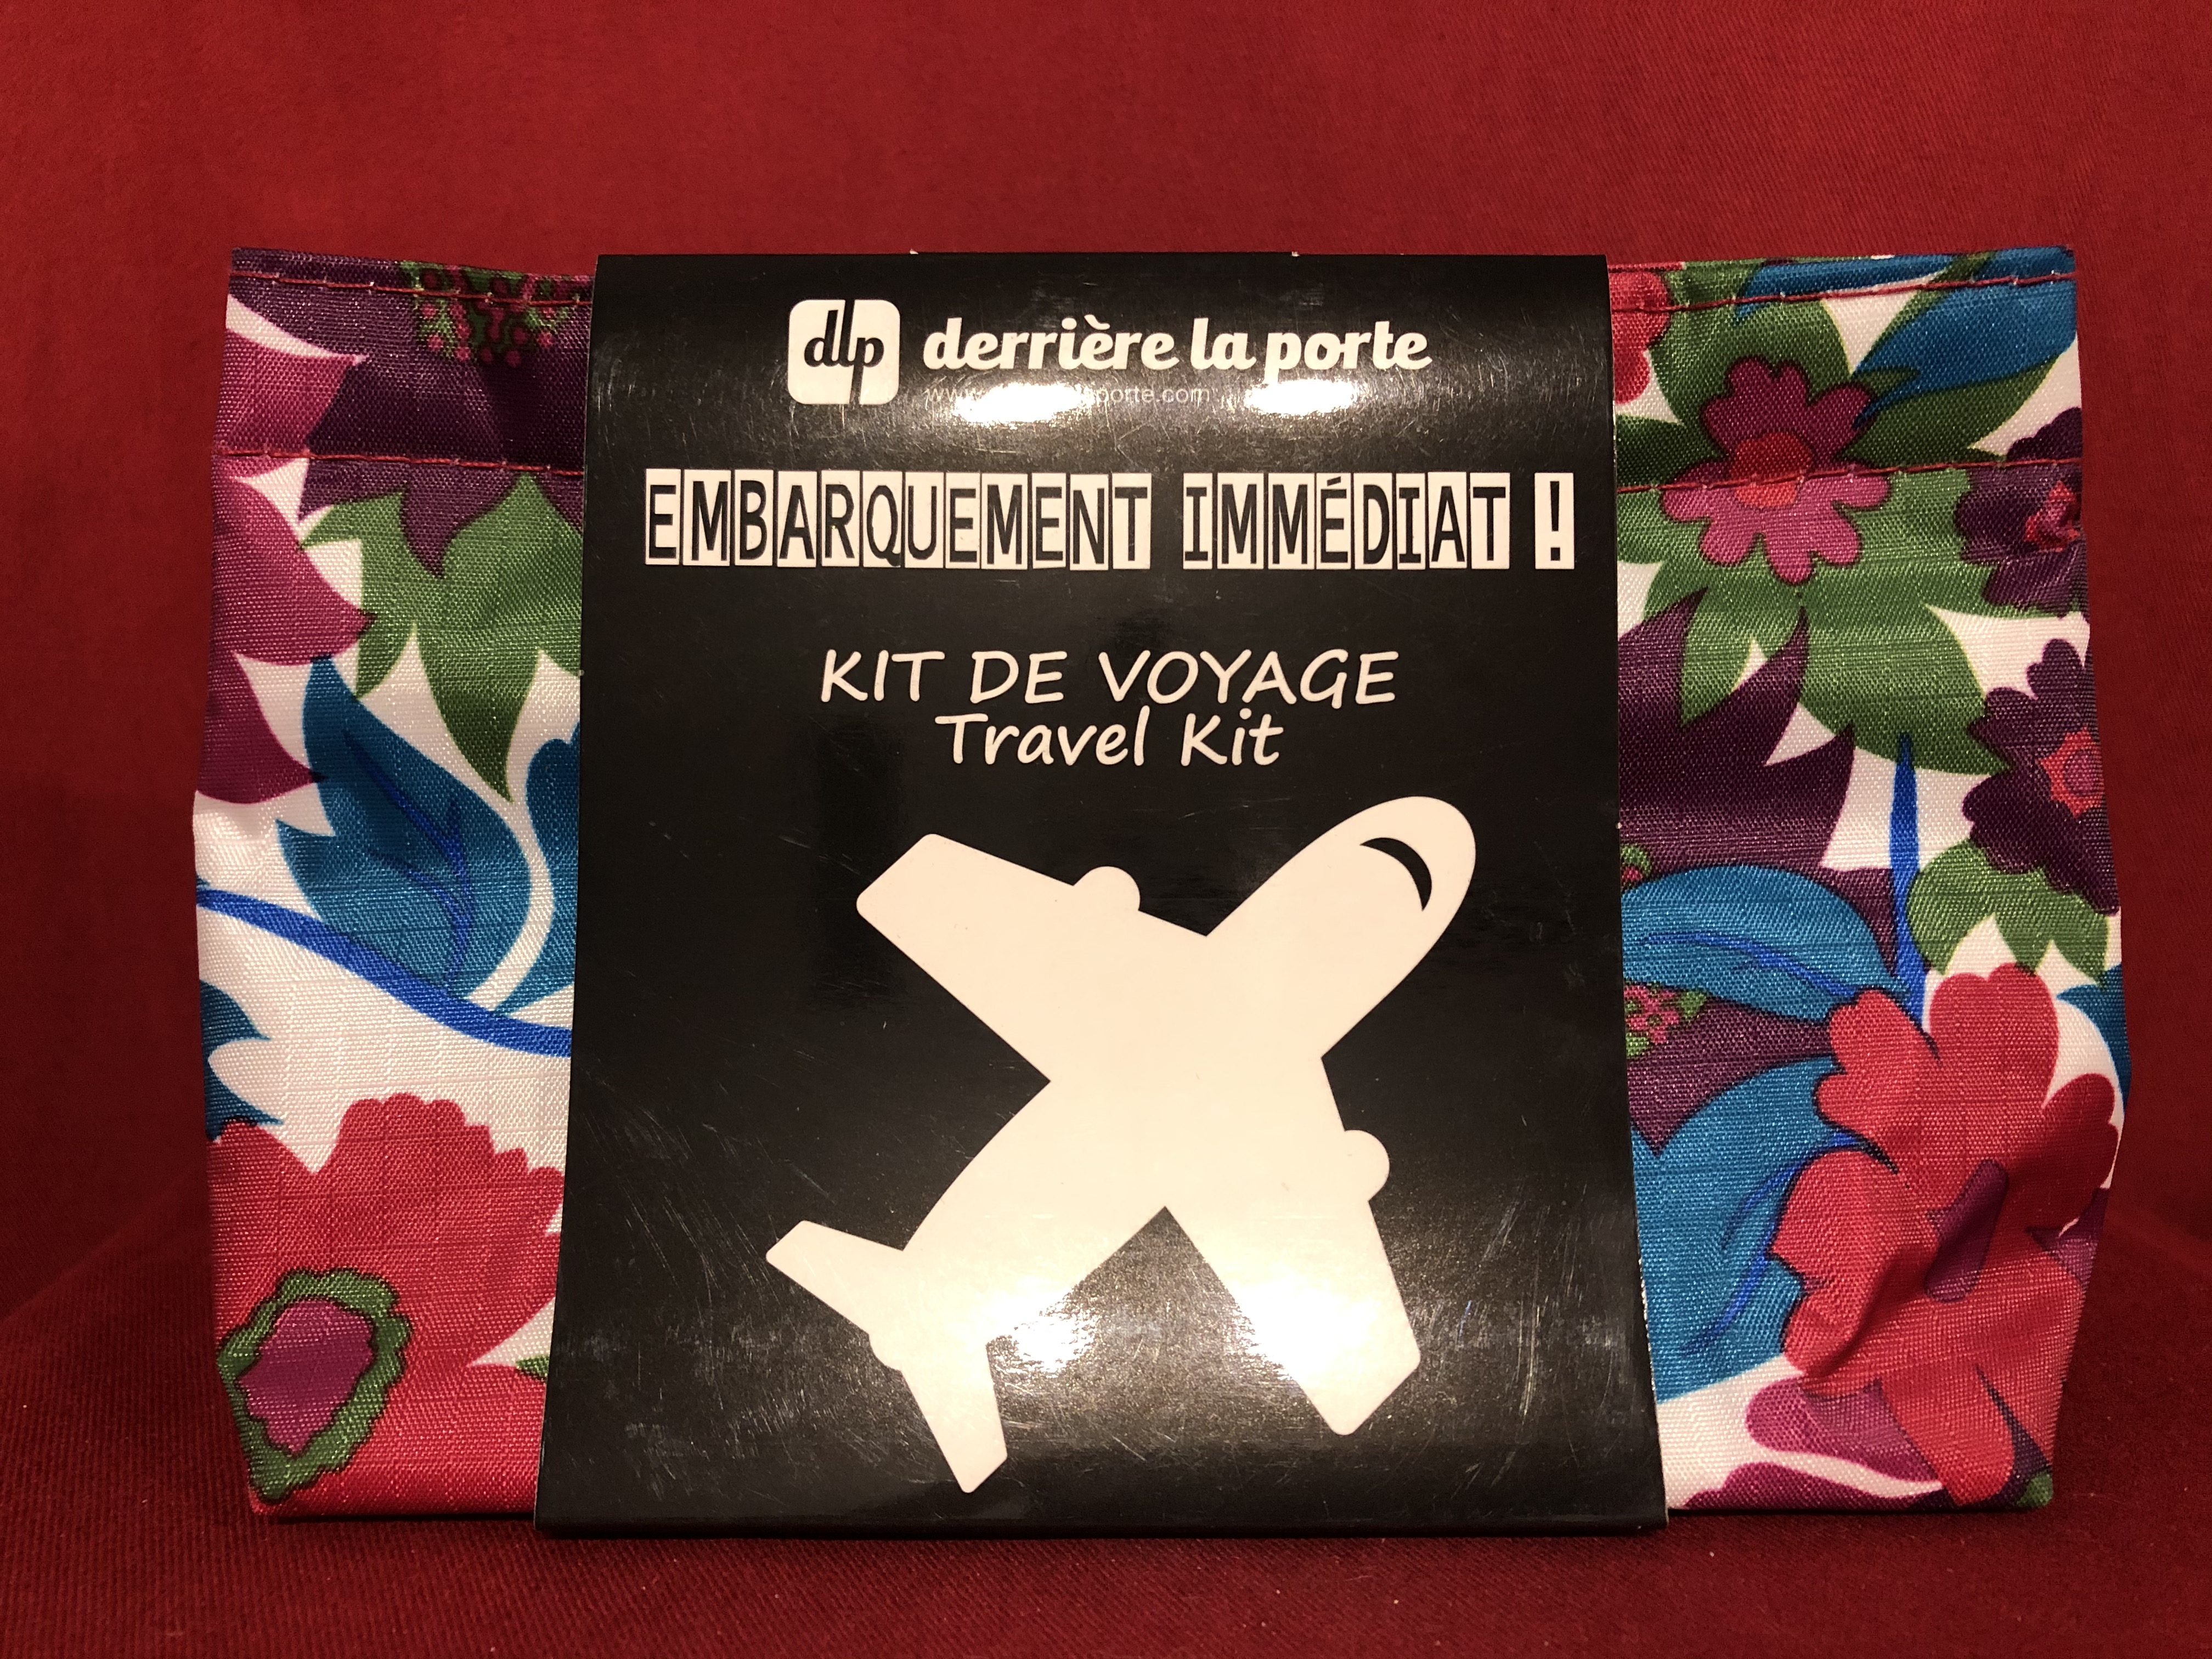 dlp derrière la porte
EMBARQUEMENT IMMÉDIAT !
KIT DE VOYAGE
Travel Kit